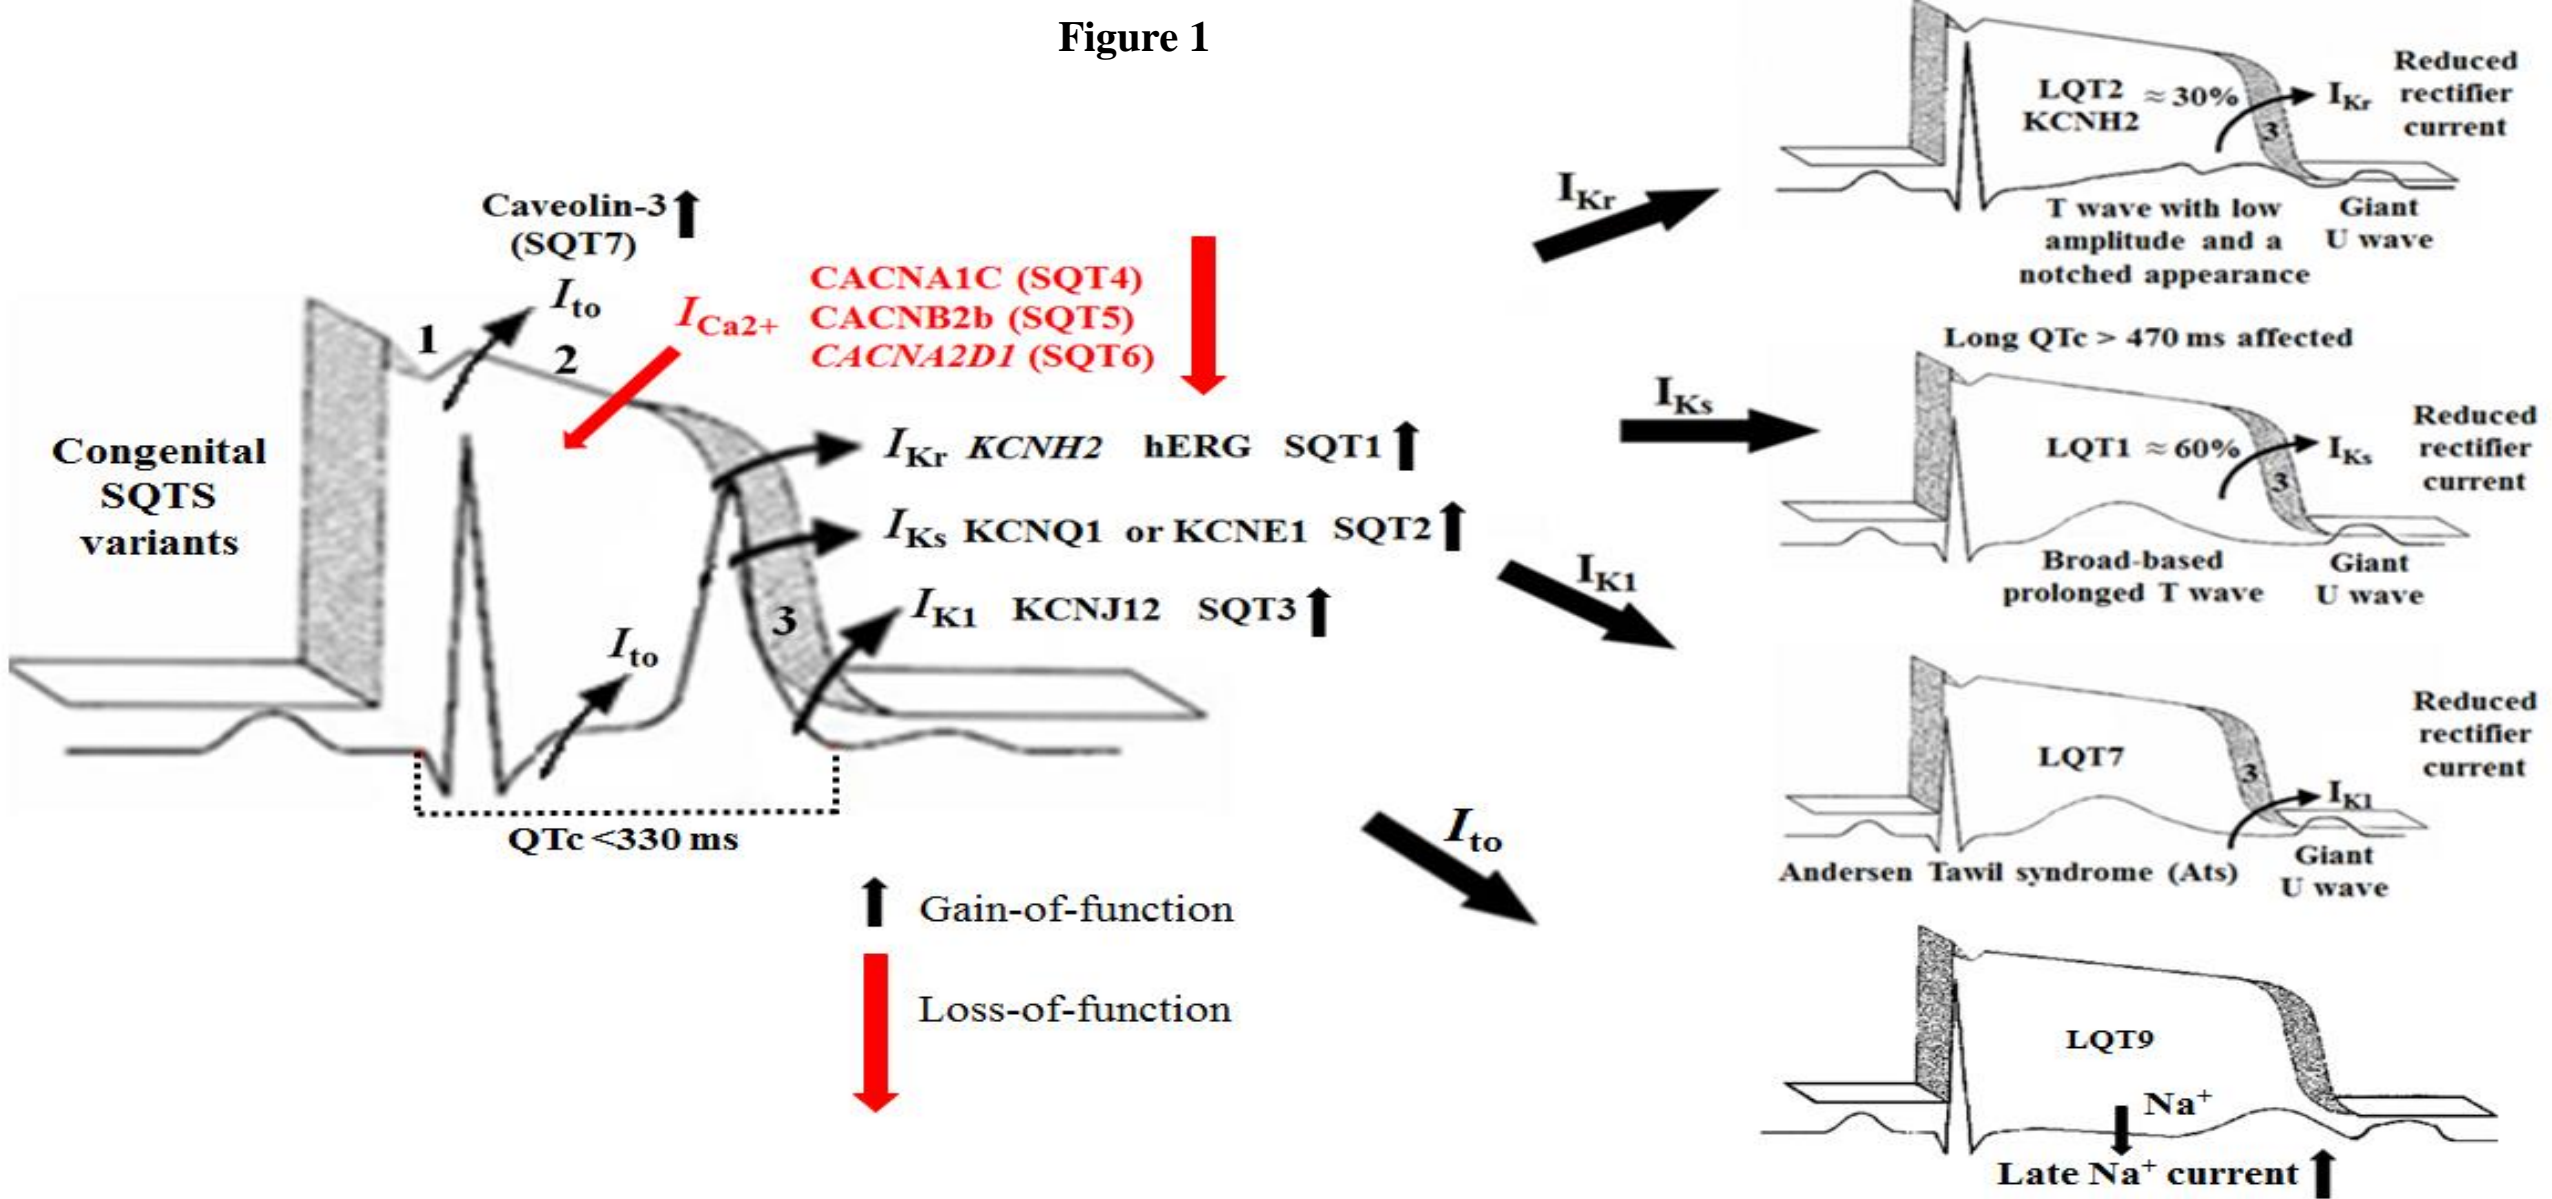 Figure 1
Caveolin-3
(SQT7)
Ito
ICa2+
CACNA1C (SQT4)
CACNB2b (SQT5)
CACNA2D1 (SQT6)
1
2
Congenital
SQTS
variants
IKr KCNH2 hERG SQT1
IKs KCNQ1 or KCNE1 SQT2
IK1 KCNJ12 SQT3
3
Ito
QTc <330 ms
Gain-of-function
Loss-of-function
IKr
IKs
IK1
Ito
LQT2 ≈ 30%
KCNH2
3
IKr
Reduced
rectifier
current
T wave with low
amplitude and a
notched appearance
Giant
U wave
Long QTc > 470 ms affected
LQT1 ≈ 60%
3
IKs
Reduced
rectifier
current
Broad-based
prolonged T wave
Giant
U wave
LQT7
3
IK1
Reduced
rectifier
current
Andersen Tawil syndrome (Ats)
Giant
U wave
LQT9
Na+
Late Na+ current